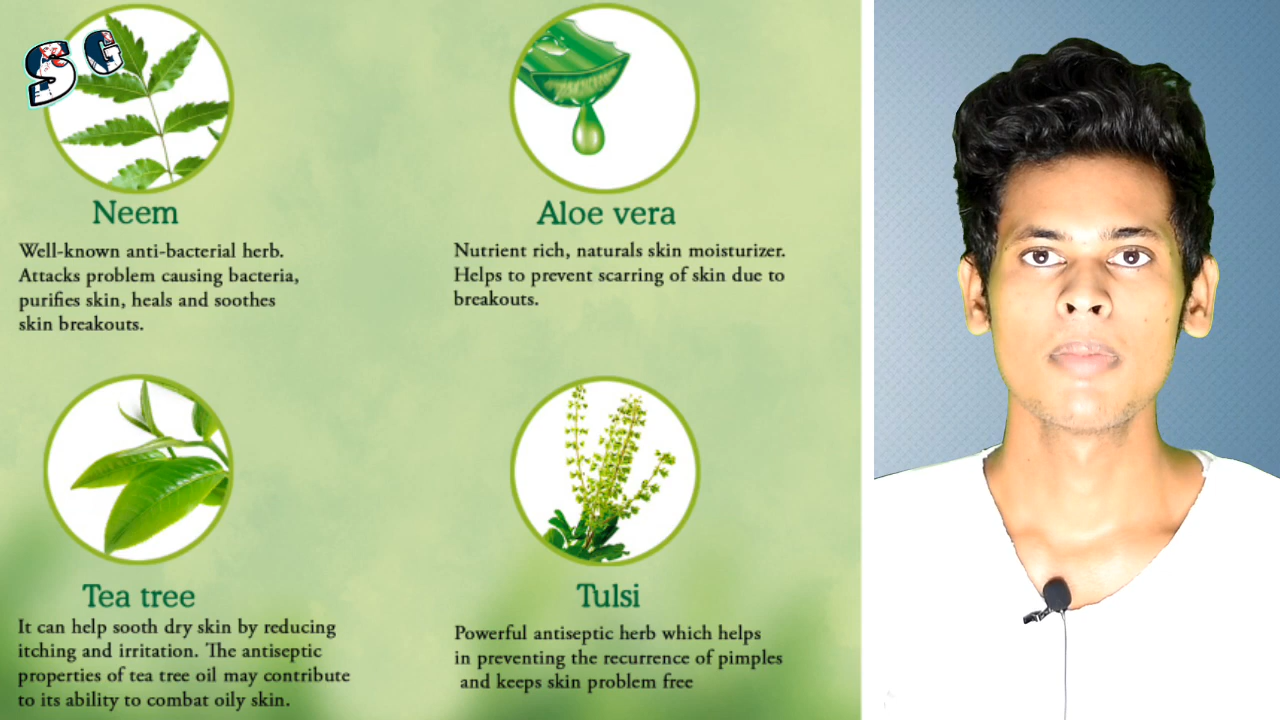 SG
Neem
Well-known anti-bacterial herb.
Attacks problem causing bacteria,
purifies skin, heals and soothes
skin breakouts.
Aloe vera
Nutrient rich, naturals skin moisturizer.
Helps to prevent scarring of skin due to
breakouts.
Tea tree
It can help sooth dry skin by reducing
itching and irritation. The antiseptic
properties of tea tree oil may contribute
to its ability to combat oily skin.
Tulsi
Powerful antiseptic herb which helps
in preventing the recurrence of pimples
and keeps skin problem free